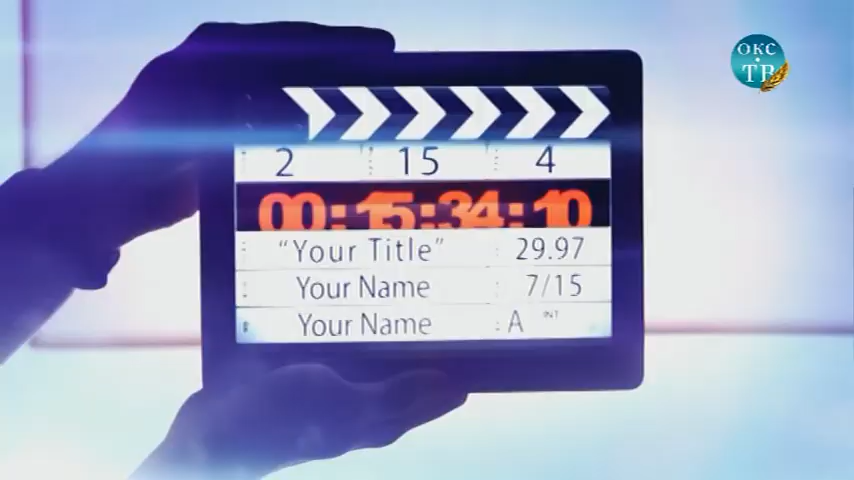 ОКС
ТВ
2 15 4
00:15:34:10
"Your Title" 29.97
Your Name 7/15
Your Name A INT